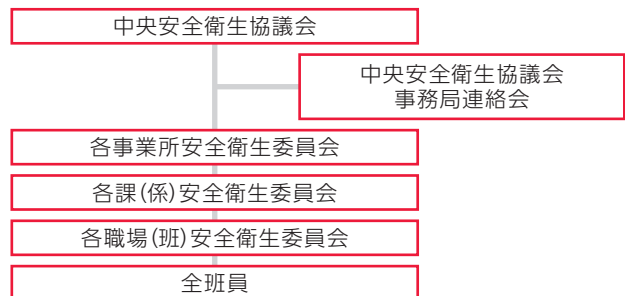 中央安全衛生協議会
中央安全衛生協議会
事務局連絡会
各事業所安全衛生委員会
各課(係)安全衛生委員会
各職場(班)安全衛生委員会
全班員